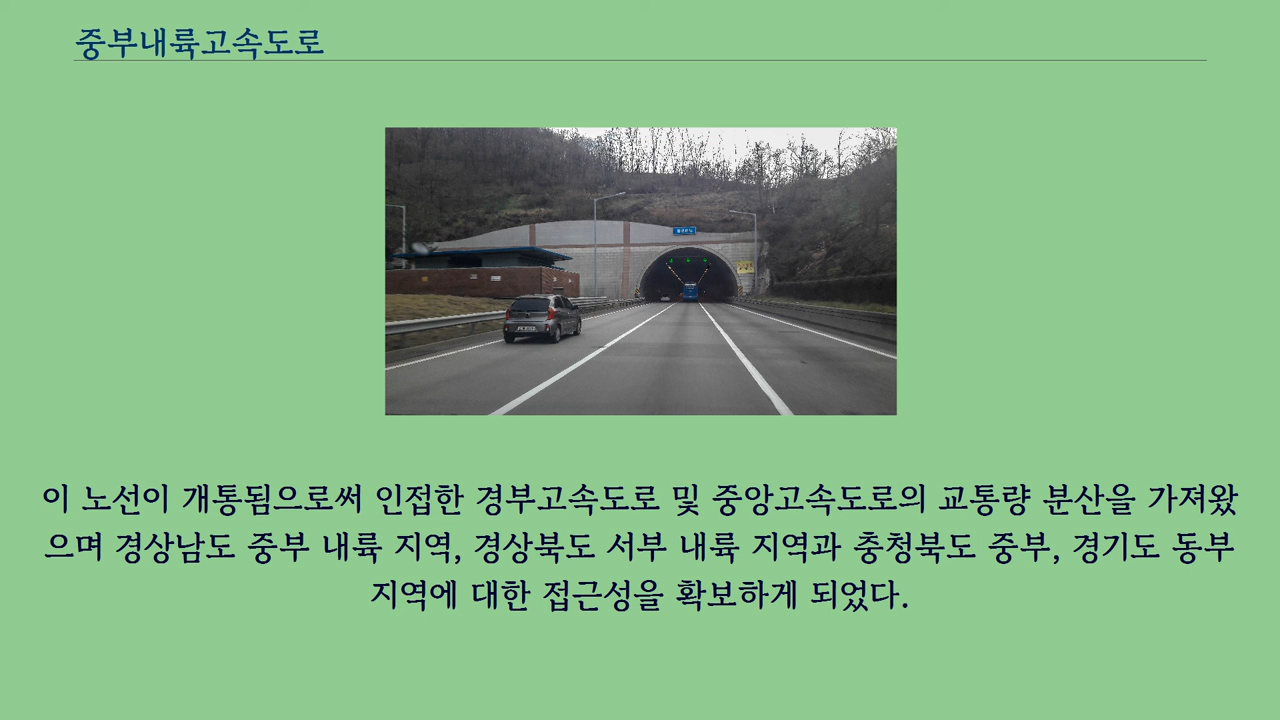 중부내륙고속도로
이 노선이 개통됨으로써 인접한 경부고속도로 및 중앙고속도로의 교통량 분산을 가져왔
으며 경상남도 중부 내륙 지역, 경상북도 서부 내륙 지역과 충청북도 중부, 경기도 동부
지역에 대한 접근성을 확보하게 되었다.